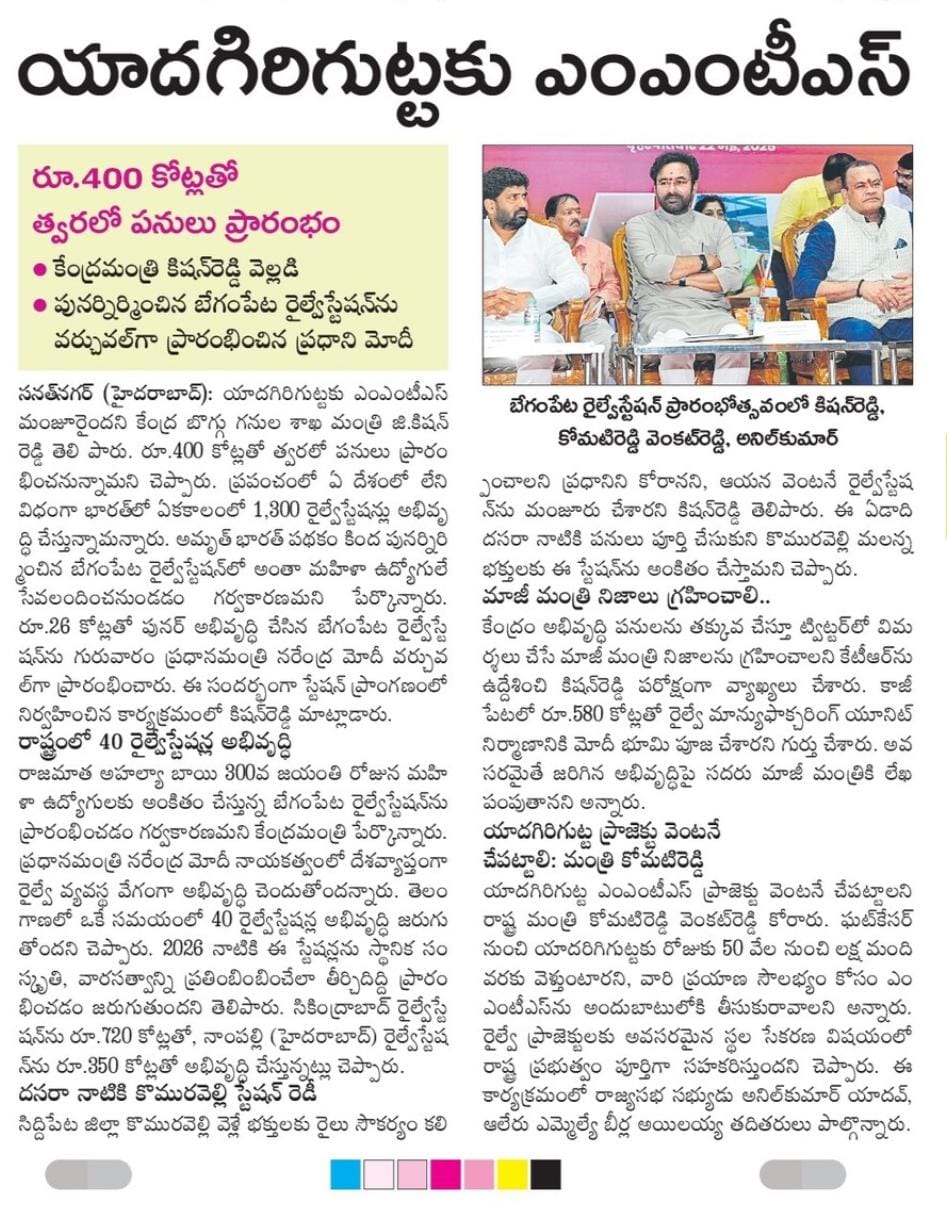 యాదగిరిగుట్టకు ఎంఎంటీఎస్
రూ.400 కోట్లతో
త్వరలో పనులు ప్రారంభం
● కేంద్రమంత్రి కిషన్‌రెడ్డి వెల్లడి
● పునర్నిర్మించిన బేగంపేట రైల్వేస్టేషన్‌ను
వర్చువల్‌గా ప్రారంభించిన ప్రధాని మోదీ
సనత్‌నగర్ (హైదరాబాద్): యాదగిరిగుట్టకు ఎంఎంటీఎస్
మంజూరైందని కేంద్ర బొగ్గు గనుల శాఖ మంత్రి జి.కిషన్
రెడ్డి తెలి పారు. రూ.400 కోట్లతో త్వరలో పనులు ప్రారం
భించనున్నామని చెప్పారు. ప్రపంచంలో ఏ దేశంలో లేని
విధంగా భారత్‌లో ఏకకాలంలో 1,300 రైల్వేస్టేషన్లు అభివృ
ద్ధి చేస్తున్నామన్నారు. అమృత్ భారత్ పథకం కింద పునర్నిరి
్మంచిన బేగంపేట రైల్వేస్టేషన్‌లో అంతా మహిళా ఉద్యోగులే
సేవలందించనుండడం గర్వకారణమని పేర్కొన్నారు.
రూ.26 కోట్లతో పునర్ అభివృద్ధి చేసిన బేగంపేట రైల్వేస్టే
షన్‌ను గురువారం ప్రధానమంత్రి నరేంద్ర మోదీ వర్చువ
ల్‌గా ప్రారంభించారు. ఈ సందర్భంగా స్టేషన్ ప్రాంగణంలో
నిర్వహించిన కార్యక్రమంలో కిషన్‌రెడ్డి మాట్లాడారు.
రాష్ట్రంలో 40 రైల్వేస్టేషన్ల అభివృద్ధి
రాజమాత అహల్యా బాయి 300వ జయంతి రోజున మహి
ళా ఉద్యోగులకు అంకితం చేస్తున్న బేగంపేట రైల్వేస్టేషన్‌ను
ప్రారంభించడం గర్వకారణమని కేంద్రమంత్రి పేర్కొన్నారు.
ప్రధానమంత్రి నరేంద్ర మోదీ నాయకత్వంలో దేశవ్యాప్తంగా
రైల్వే వ్యవస్థ వేగంగా అభివృద్ధి చెందుతోందన్నారు. తెలం
గాణలో ఒకే సమయంలో 40 రైల్వేస్టేషన్ల అభివృద్ధి జరుగు
తోందని చెప్పారు. 2026 నాటికి ఈ స్టేషన్లను స్థానిక సం
స్కృతి, వారసత్వాన్ని ప్రతింబింబించేలా తీర్చిదిద్ది ప్రారం
భించడం జరుగుతుందని తెలిపారు. సికింద్రాబాద్ రైల్వేస్టే
షన్‌ను రూ.720 కోట్లతో, నాంపల్లి (హైదరాబాద్) రైల్వేస్టేష
న్‌ను రూ.350 కోట్లతో అభివృద్ధి చేస్తున్నట్లు చెప్పారు.
దసరా నాటికి కొమురవెల్లి స్టేషన్ రెడీ
సిద్దిపేట జిల్లా కొమురవెల్లి వెళ్లే భక్తులకు రైలు సౌకర్యం కలి
बृहस्पतिवार 22 मई, 2025
బేగంపేట రైల్వేస్టేషన్ ప్రారంభోత్సవంలో కిషన్‌రెడ్డి,
కోమటిరెడ్డి వెంకట్‌రెడ్డి, అనిల్‌కుమార్
్పంచాలని ప్రధానిని కోరానని, ఆయన వెంటనే రైల్వేస్టేష
న్‌ను మంజూరు చేశారని కిషన్‌రెడ్డి తెలిపారు. ఈ ఏడాది
దసరా నాటికి పనులు పూర్తి చేసుకుని కొమురవెల్లి మలన్న
భక్తులకు ఈ స్టేషన్‌ను అంకితం చేస్తామని చెప్పారు.
మాజీ మంత్రి నిజాలు గ్రహించాలి..
కేంద్రం అభివృద్ధి పనులను తక్కువ చేస్తూ ట్విట్టర్‌లో విమ
ర్శలు చేసే మాజీ మంత్రి నిజాలను గ్రహించాలని కేటీఆర్‌ను
ఉద్దేశించి కిషన్‌రెడ్డి పరోక్షంగా వ్యాఖ్యలు చేశారు. కాజీ
పేటలో రూ.580 కోట్లతో రైల్వే మాన్యుఫాక్చరింగ్ యూనిట్
నిర్మాణానికి మోదీ భూమి పూజ చేశారని గుర్తు చేశారు. అవ
సరమైతే జరిగిన అభివృద్ధిపై సదరు మాజీ మంత్రికి లేఖ
పంపుతానని అన్నారు.
యాదగిరిగుట్ట ప్రాజెక్టు వెంటనే
చేపట్టాలి: మంత్రి కోమటిరెడ్డి
యాదగిరిగుట్ట ఎంఎంటీఎస్ ప్రాజెక్టు వెంటనే చేపట్టాలని
రాష్ట్ర మంత్రి కోమటిరెడ్డి వెంకట్‌రెడ్డి కోరారు. ఘట్‌కేసర్
నుంచి యాదరిగిగుట్టకు రోజుకు 50 వేల నుంచి లక్ష మంది
వరకు వెళ్తుంటారని, వారి ప్రయాణ సౌలభ్యం కోసం ఎం
ఎంటీఎస్‌ను అందుబాటులోకి తీసుకురావాలని అన్నారు.
రైల్వే ప్రాజెక్టులకు అవసరమైన స్థల సేకరణ విషయంలో
రాష్ట్ర ప్రభుత్వం పూర్తిగా సహకరిస్తుందని చెప్పారు. ఈ
కార్యక్రమంలో రాజ్యసభ సభ్యుడు అనిల్‌కుమార్ యాదవ్,
ఆలేరు ఎమ్మెల్యే బీర్ల అయిలయ్య తదితరులు పాల్గొన్నారు.